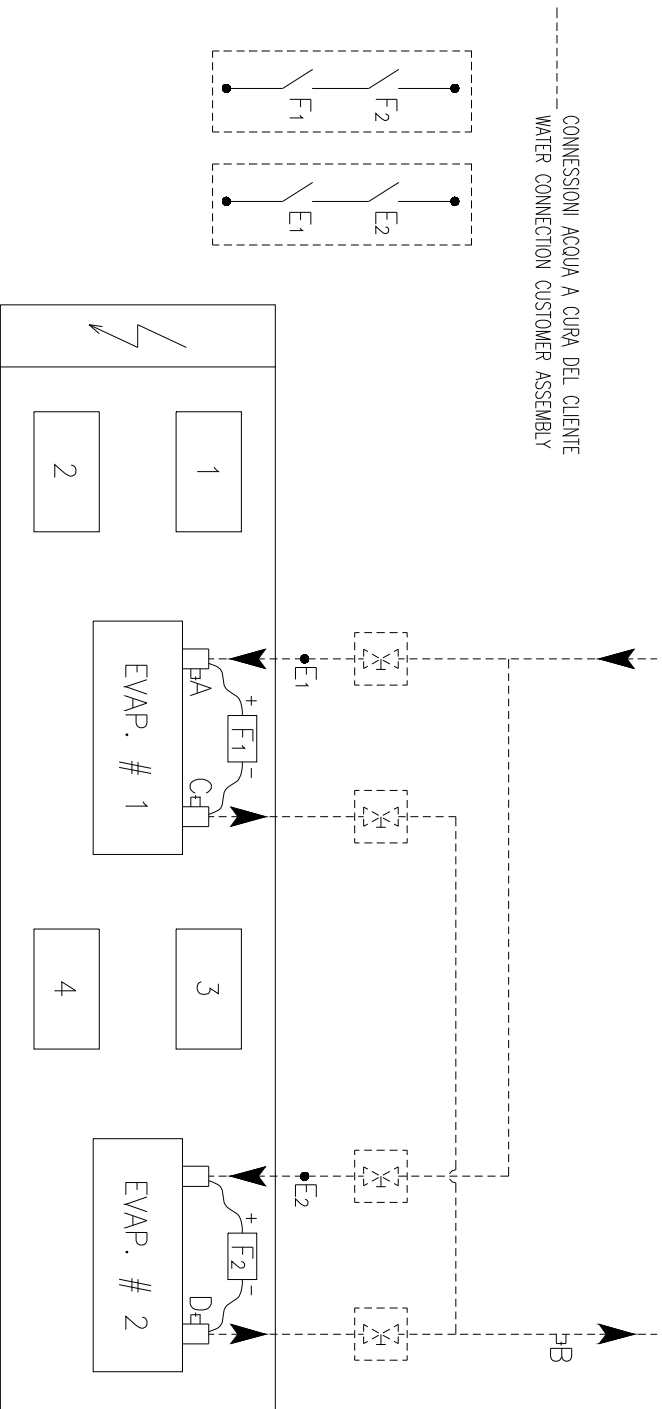 CONNESSIONI ACQUA A CURA DEL CLIENTE
WATER CONNECTION CUSTOMER ASSEMBLY
F1
F2
E1
E2
1
2
E1
A
+
F1
-
C
EVAP. # 1
3
4
E2
+
F2
-
D
EVAP. # 2
B